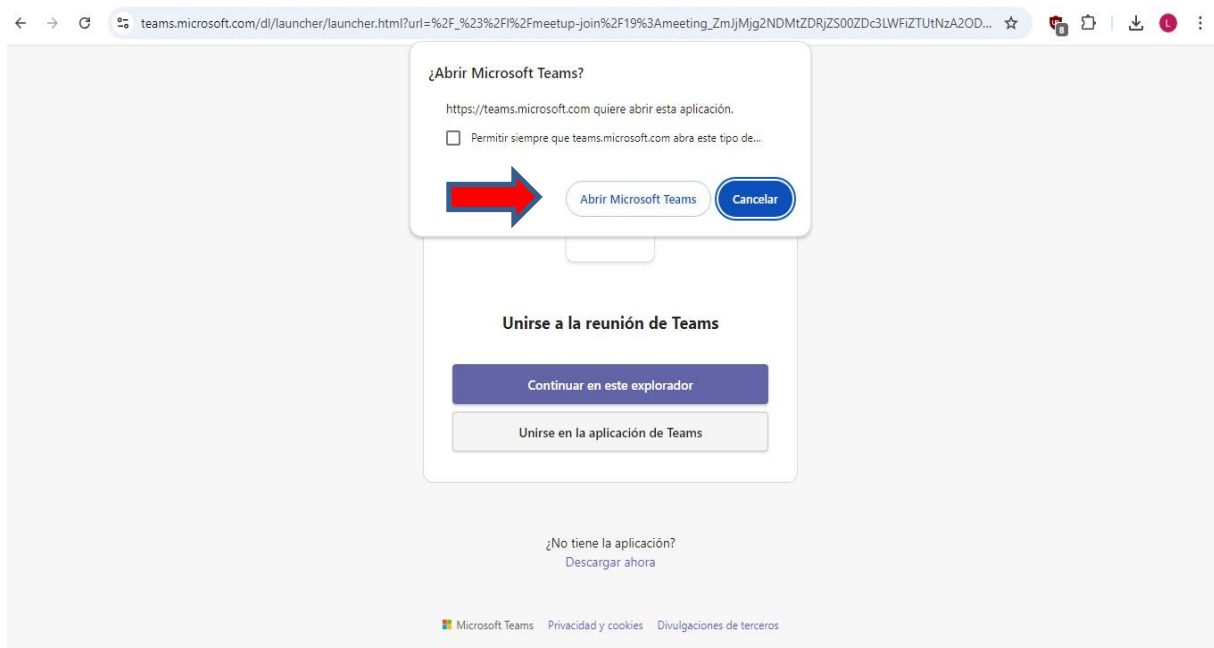 teams.microsoft.com/dl/launcher/launcher.html?url=%2F_%23%2Fl%2Fmeetup-join%2F19%3Ameeting_ZmJjMjg2NDMtZDRjZS00ZDc3LWFiZTUtNzA2OD...
8
L
¿Abrir Microsoft Teams?
https://teams.microsoft.com quiere abrir esta aplicación.
Permitir siempre que teams.microsoft.com abra este tipo de...
Abrir Microsoft Teams
Cancelar
Unirse a la reunión de Teams
Continuar en este explorador
Unirse en la aplicación de Teams
¿No tiene la aplicación?
Descargar ahora
Microsoft Teams Privacidad y cookies Divulgaciones de terceros